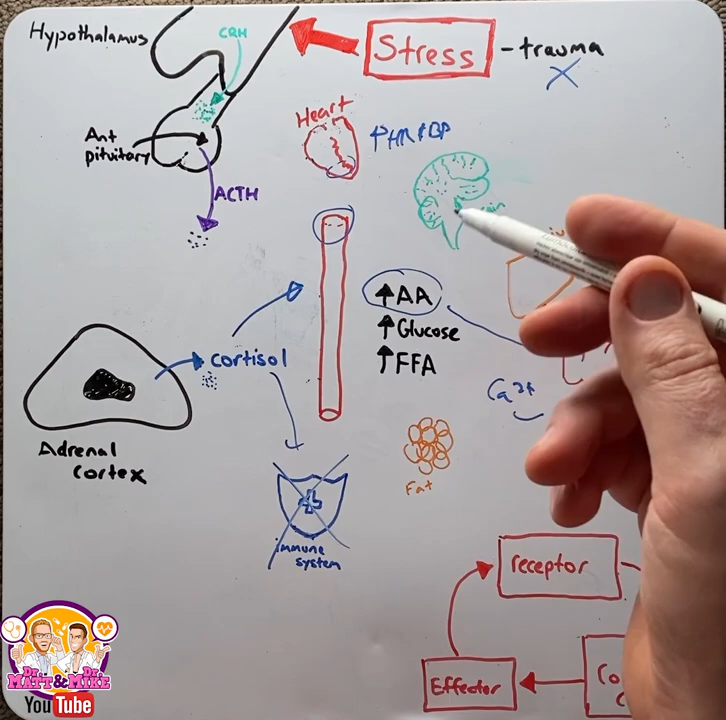 Hypothalamus
CRH
Stress
- trauma
Heart
↑HR & BP
Ant
pituitary
ACTH
↑AA
↑Glucose
↑FFA
cortisol
Ca²⁺
Adrenal
Cortex
Fat
immune
system
receptor
Effector
Co
C
Dr
MATT & Dr MIKE
YouTube